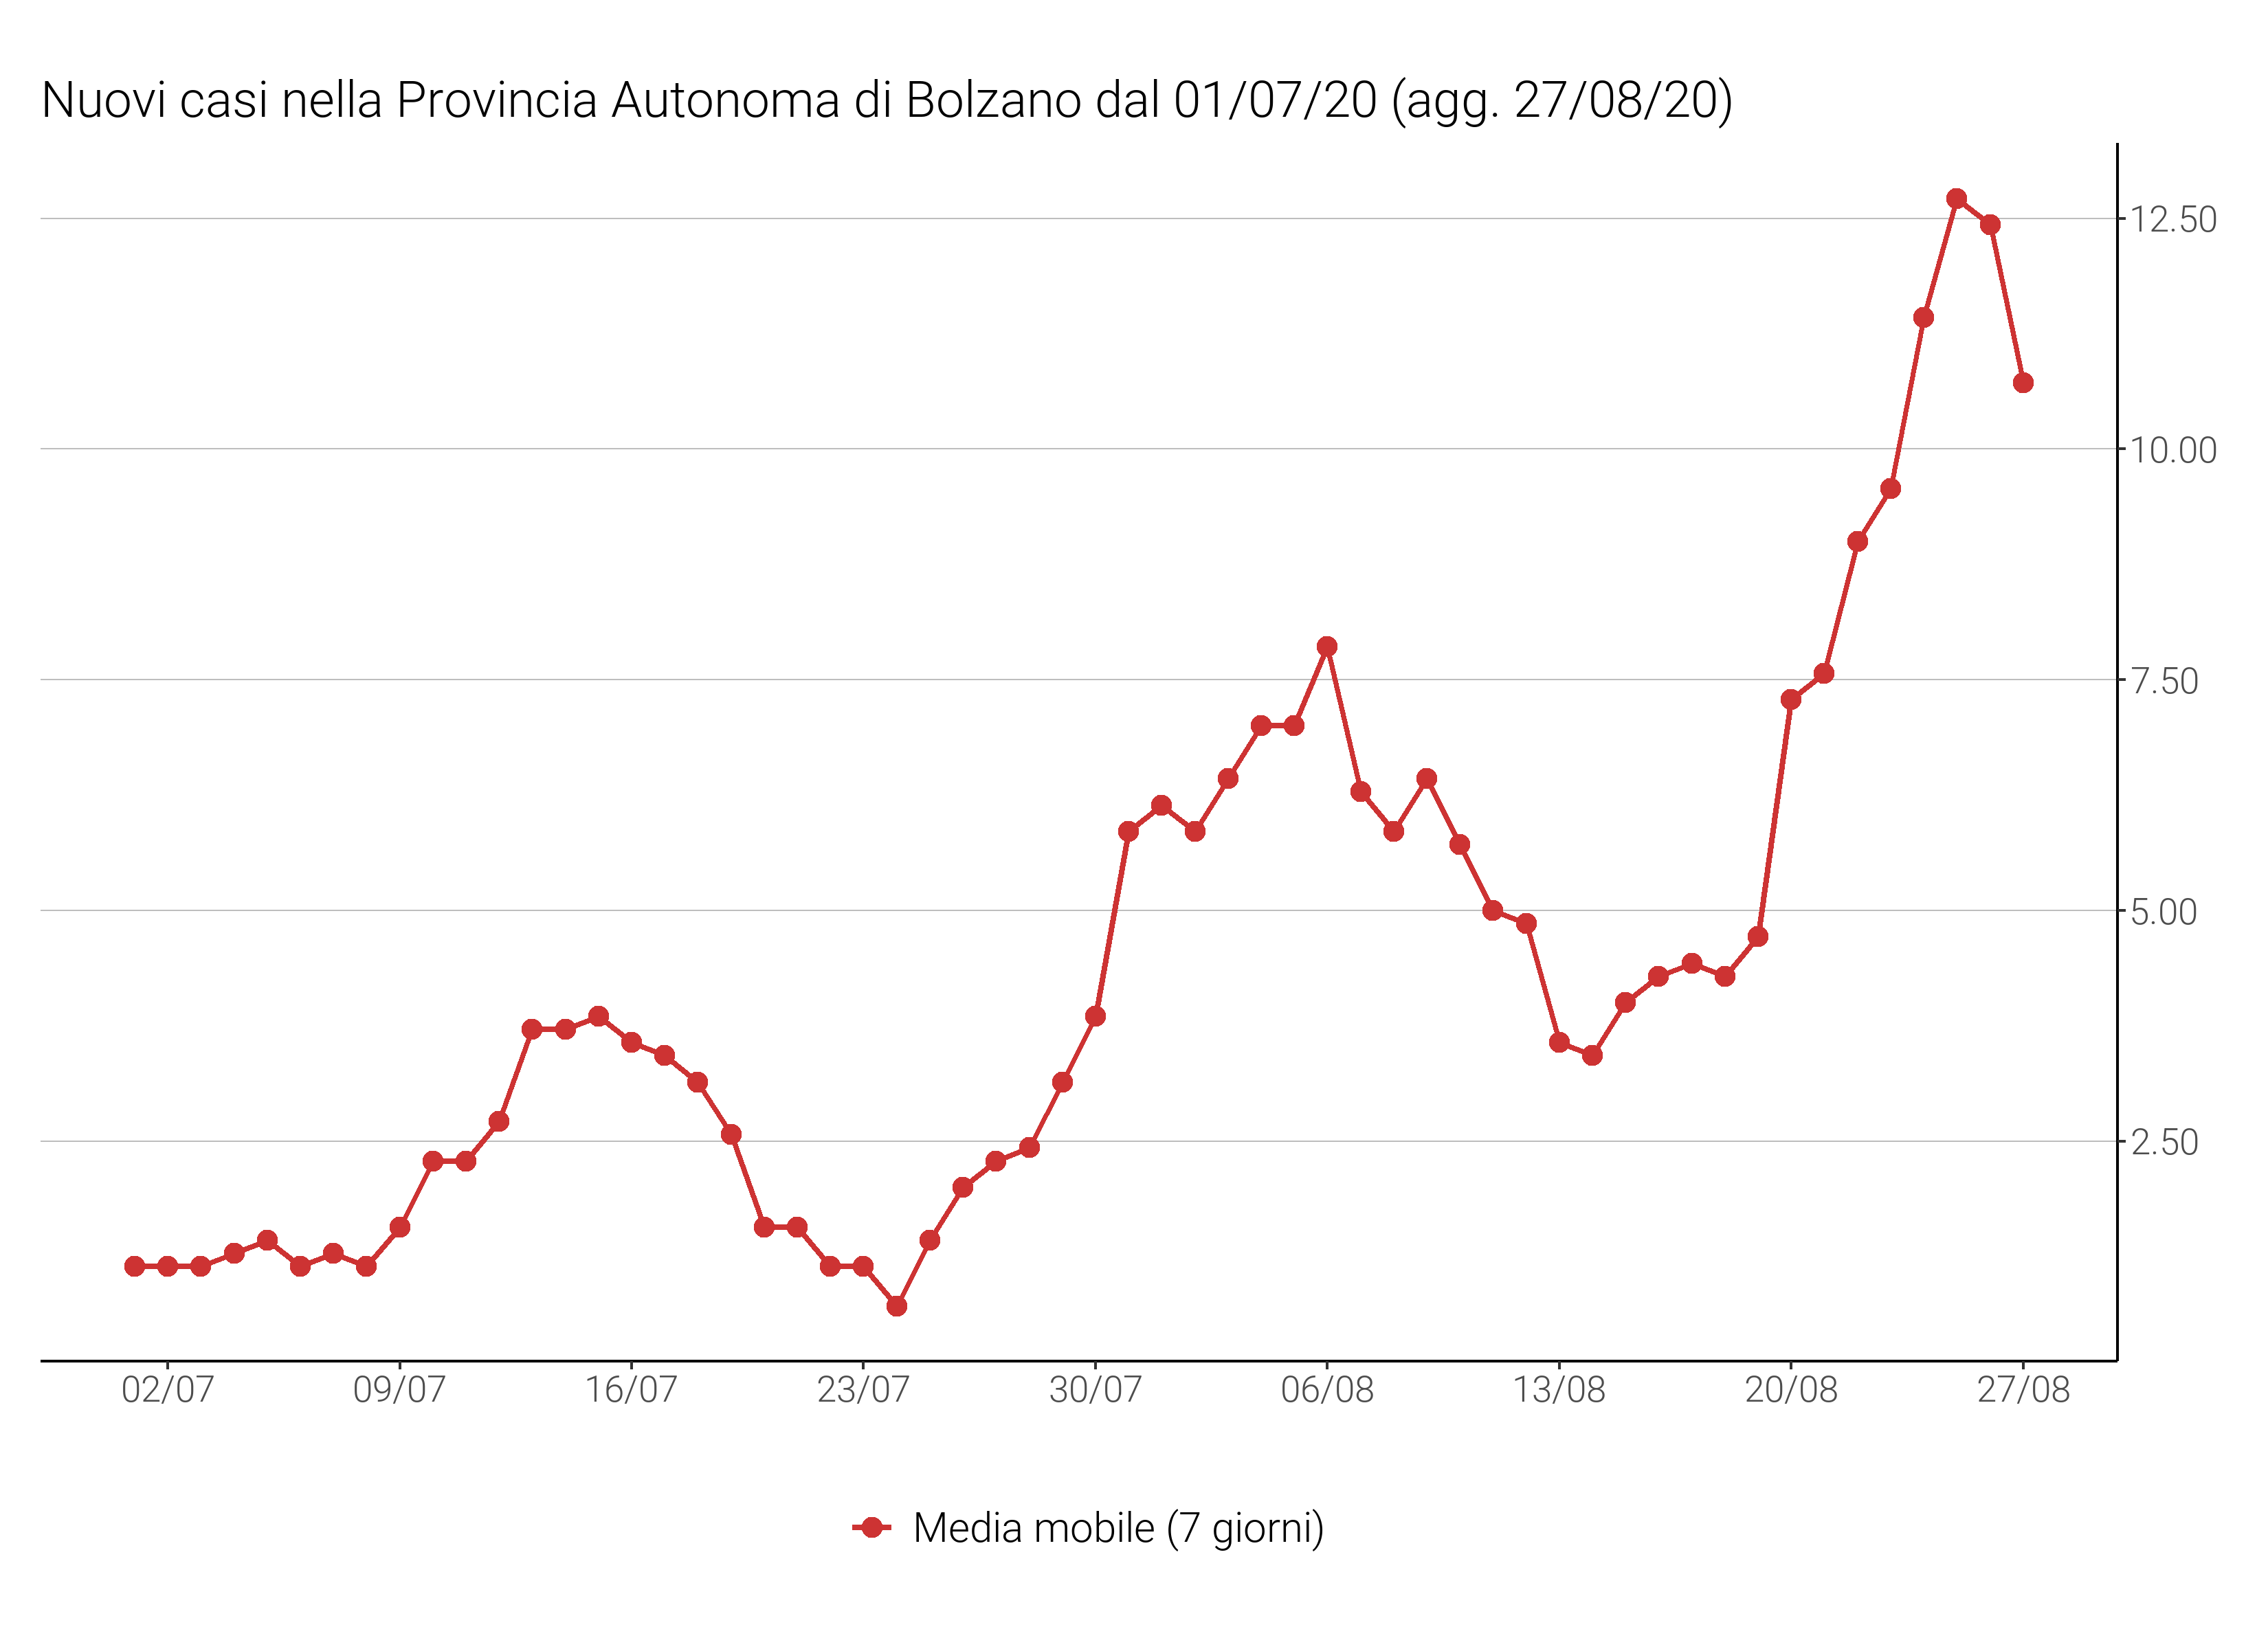 Nuovi casi nella Provincia Autonoma di Bolzano dal 01/07/20 (agg. 27/08/20)
12.50
10.00
7.50
5.00
2.50
02/07 09/07 16/07 23/07 30/07 06/08 13/08 20/08 27/08
Media mobile (7 giorni)